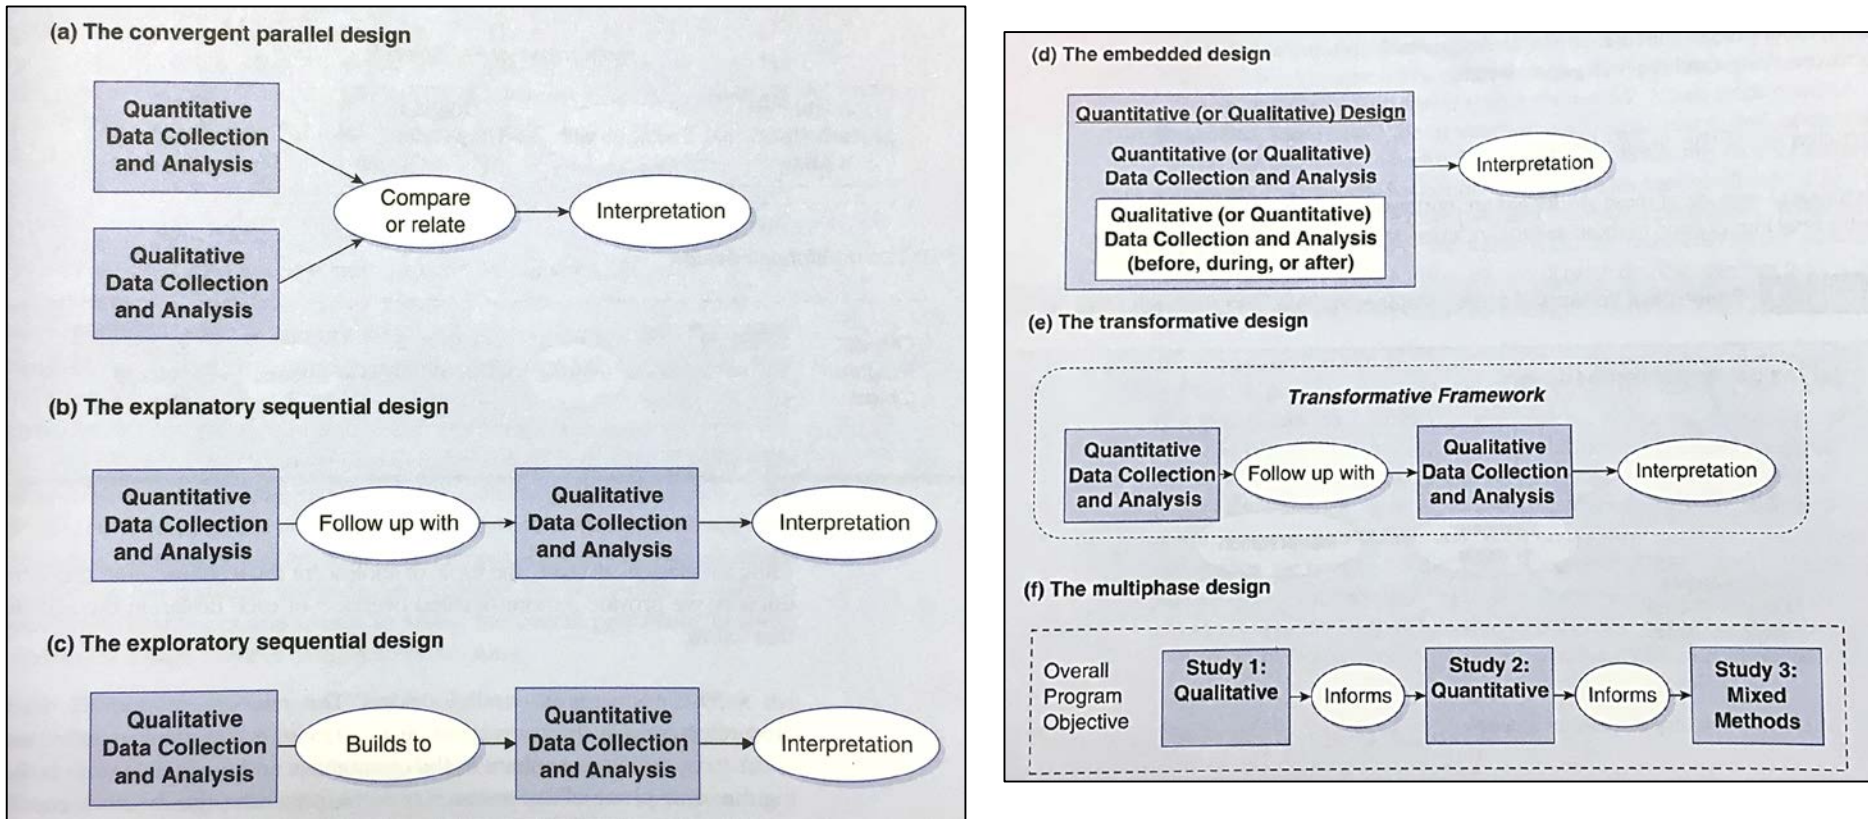 (a) The convergent parallel design
Quantitative
Data Collection
and Analysis
Compare
or relate
Interpretation
Qualitative
Data Collection
and Analysis
(b) The explanatory sequential design
Quantitative
Data Collection
and Analysis
Follow up with
Qualitative
Data Collection
and Analysis
Interpretation
(c) The exploratory sequential design
Qualitative
Data Collection
and Analysis
Builds to
Quantitative
Data Collection
and Analysis
Interpretation
(d) The embedded design
Quantitative (or Qualitative) Design
Quantitative (or Qualitative)
Data Collection and Analysis
Qualitative (or Quantitative)
Data Collection and Analysis
(before, during, or after)
Interpretation
(e) The transformative design
Transformative Framework
Quantitative
Data Collection
and Analysis
Follow up with
Qualitative
Data Collection
and Analysis
Interpretation
(f) The multiphase design
Overall
Program
Objective
Study 1:
Qualitative
Informs
Study 2:
Quantitative
Informs
Study 3:
Mixed
Methods